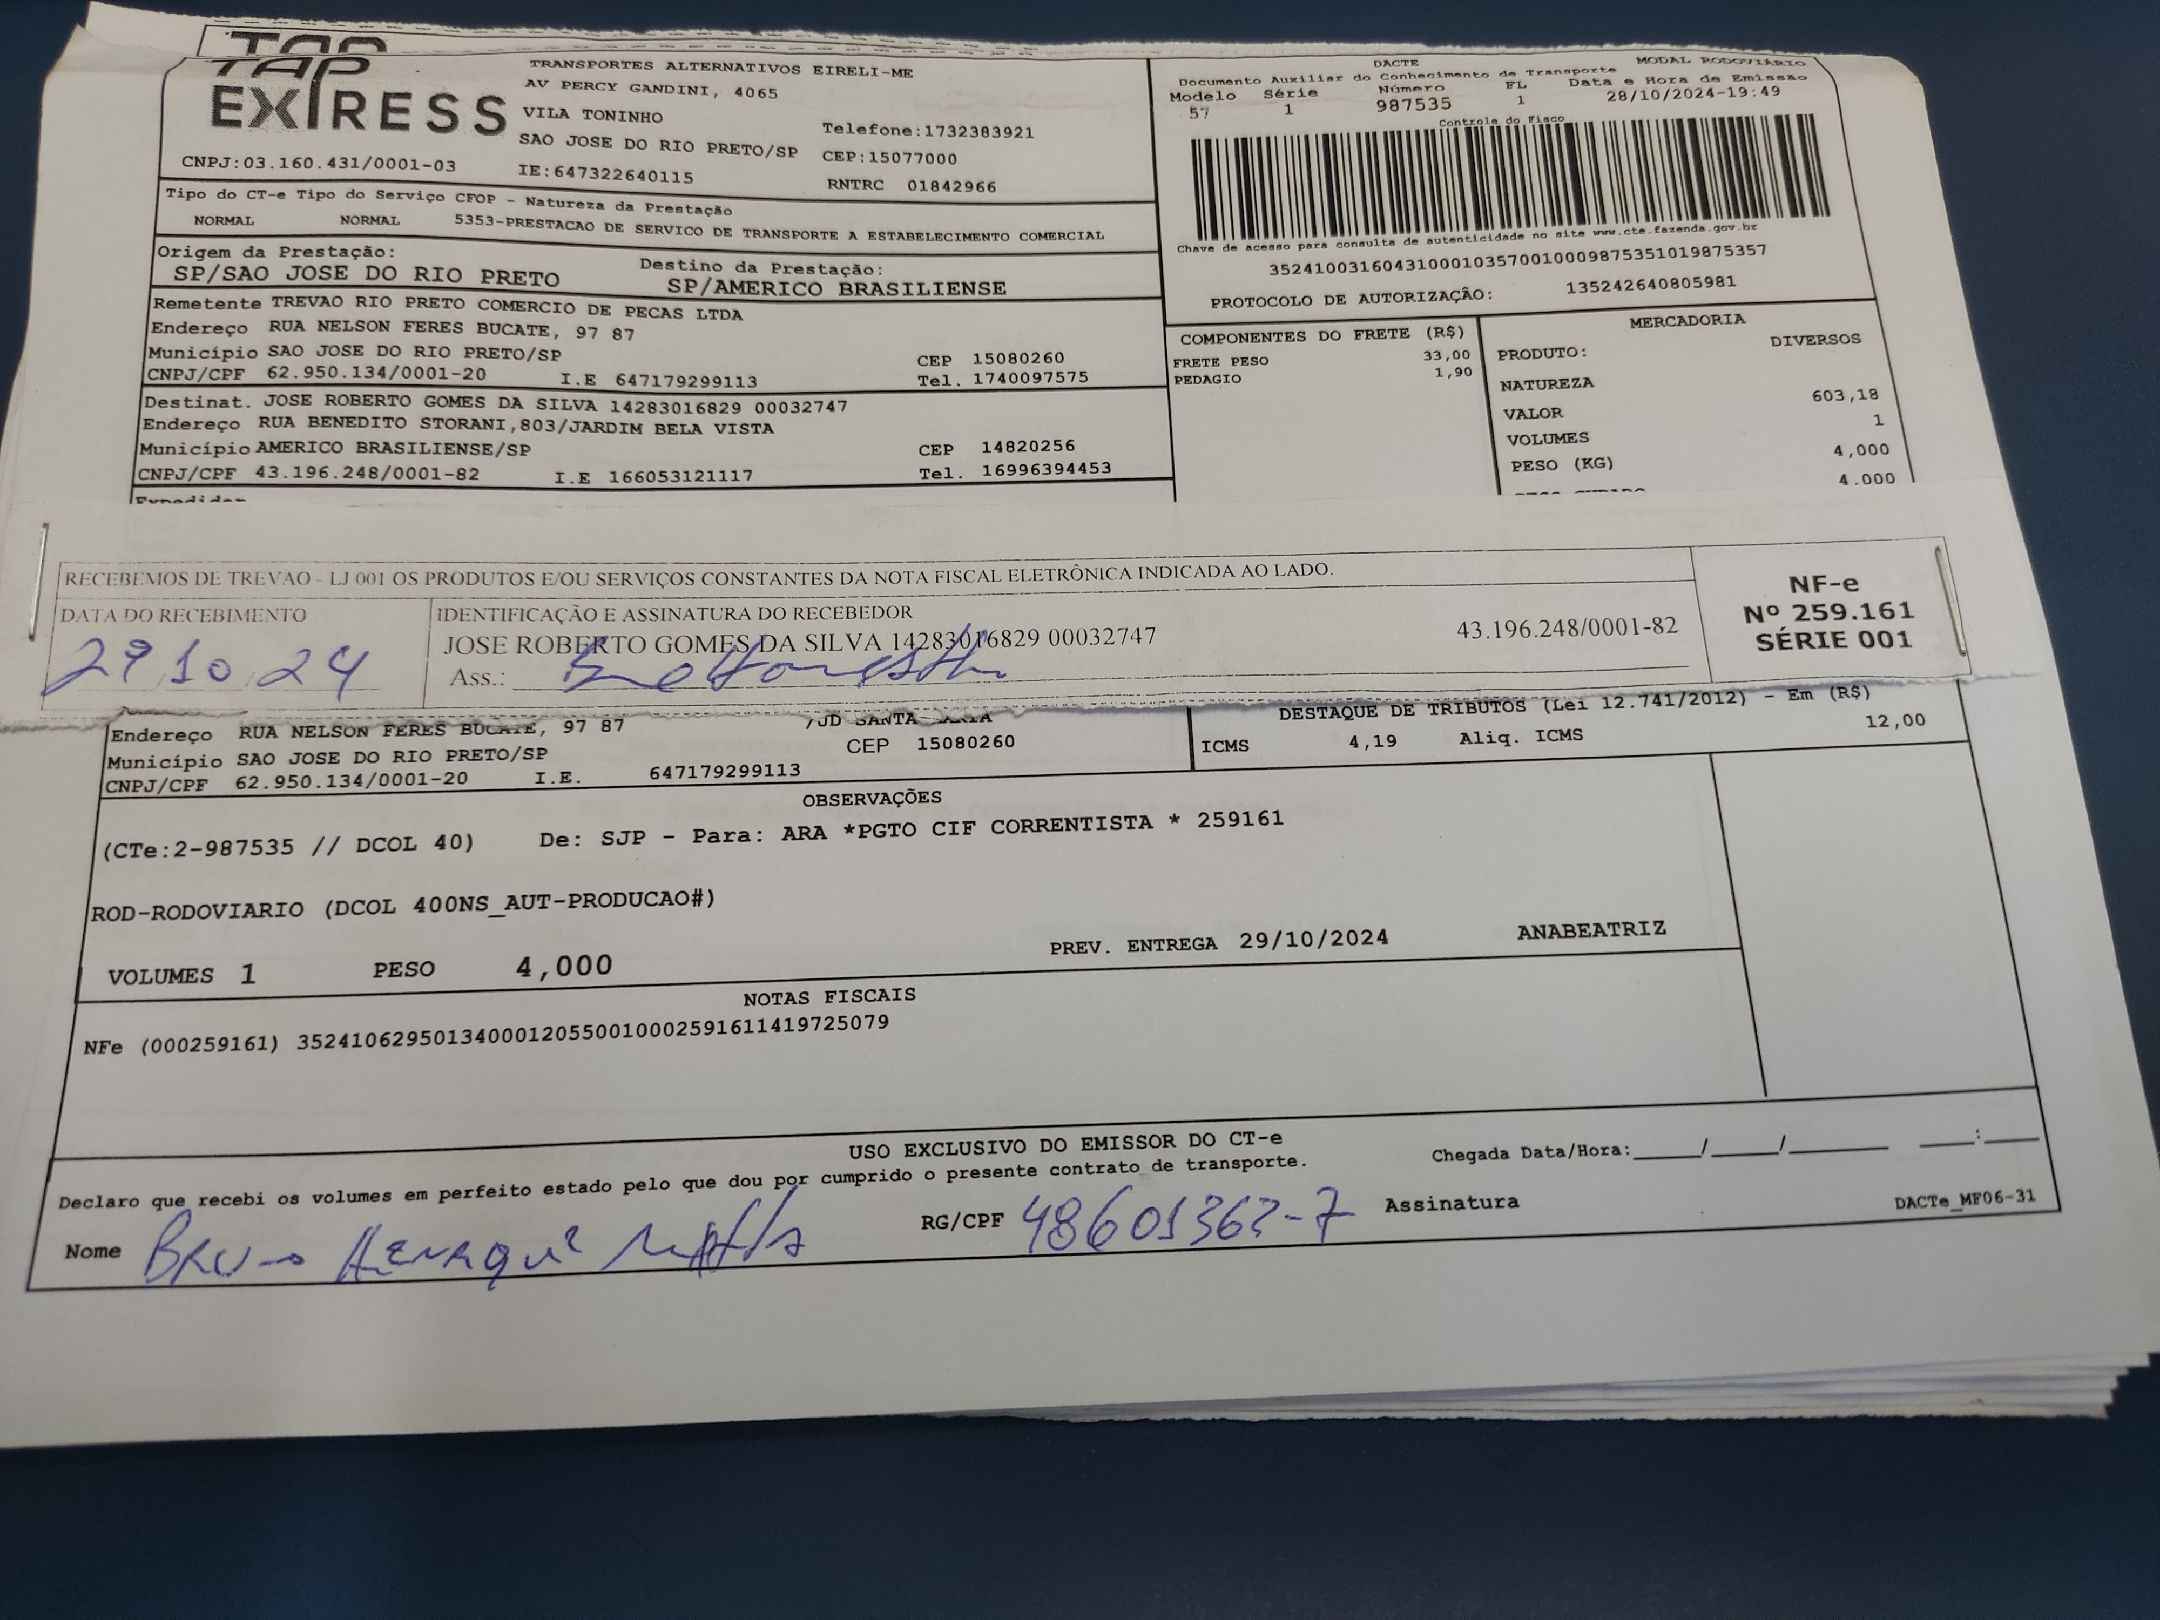 TAP
EXPRESS
TRANSPORTES ALTERNATIVOS EIRELI-ME
AV PERCY GANDINI, 4065
VILA TONINHO
SAO JOSE DO RIO PRETO/SP
Telefone:1732383921
CEP:15077000
CNPJ:03.160.431/0001-03
IE:647322640115
RNTRC 01842966
DACTE
MODAL RODOVIÁRIO
Documento Auxiliar do Conhecimento de Transporte
Modelo Série Número FL Data e Hora de Emissão
57 1 987535 1 28/10/2024-19:49
Controle do Fisco
Chave de acesso para consulta de autenticidade no site www.cte.fazenda.gov.br
35241003160431000103570010009875351019875357
PROTOCOLO DE AUTORIZAÇÃO: 135242640805981
Tipo do CT-e Tipo do Serviço CFOP - Natureza da Prestação
NORMAL NORMAL 5353-PRESTACAO DE SERVICO DE TRANSPORTE A ESTABELECIMENTO COMERCIAL
Origem da Prestação: Destino da Prestação:
SP/SAO JOSE DO RIO PRETO SP/AMERICO BRASILIENSE
Remetente TREVAO RIO PRETO COMERCIO DE PECAS LTDA
Endereço RUA NELSON FERES BUCATE, 97 87
Município SAO JOSE DO RIO PRETO/SP CEP 15080260
CNPJ/CPF 62.950.134/0001-20 I.E 647179299113 Tel. 1740097575
Destinat. JOSE ROBERTO GOMES DA SILVA 14283016829 00032747
Endereço RUA BENEDITO STORANI,803/JARDIM BELA VISTA
Município AMERICO BRASILIENSE/SP CEP 14820256
CNPJ/CPF 43.196.248/0001-82 I.E 166053121117 Tel. 16996394453
COMPONENTES DO FRETE (R$)
FRETE PESO 33,00
PEDAGIO 1,90
MERCADORIA
PRODUTO: DIVERSOS
NATUREZA
VALOR 603,18
VOLUMES 1
PESO (KG) 4,000
4.000
RECEBEMOS DE TREVAO - LJ 001 OS PRODUTOS E/OU SERVIÇOS CONSTANTES DA NOTA FISCAL ELETRÔNICA INDICADA AO LADO.
DATA DO RECEBIMENTO
29 10 24
IDENTIFICAÇÃO E ASSINATURA DO RECEBEDOR
JOSE ROBERTO GOMES DA SILVA 14283016829 00032747 43.196.248/0001-82
Ass.:
NF-e
Nº 259.161
SÉRIE 001
Endereço RUA NELSON FERES BUCATE, 97 87 /JD SANTA MARIA
Município SAO JOSE DO RIO PRETO/SP CEP 15080260
CNPJ/CPF 62.950.134/0001-20 I.E. 647179299113
DESTAQUE DE TRIBUTOS (Lei 12.741/2012) - Em (R$)
ICMS 4,19 Aliq. ICMS 12,00
OBSERVAÇÕES
(CTe:2-987535 // DCOL 40) De: SJP - Para: ARA *PGTO CIF CORRENTISTA * 259161
ROD-RODOVIARIO (DCOL 400NS_AUT-PRODUCAO#)
VOLUMES 1 PESO 4,000 PREV. ENTREGA 29/10/2024 ANABEATRIZ
NOTAS FISCAIS
NFe (000259161) 35241062950134000120550010002591611419725079
USO EXCLUSIVO DO EMISSOR DO CT-e
Declaro que recebi os volumes em perfeito estado pelo que dou por cumprido o presente contrato de transporte.
Chegada Data/Hora:_____/_____/_______ ____:____
Nome Bruno Henrique RG/CPF 48601363-7 Assinatura
DACTe_MF06-31